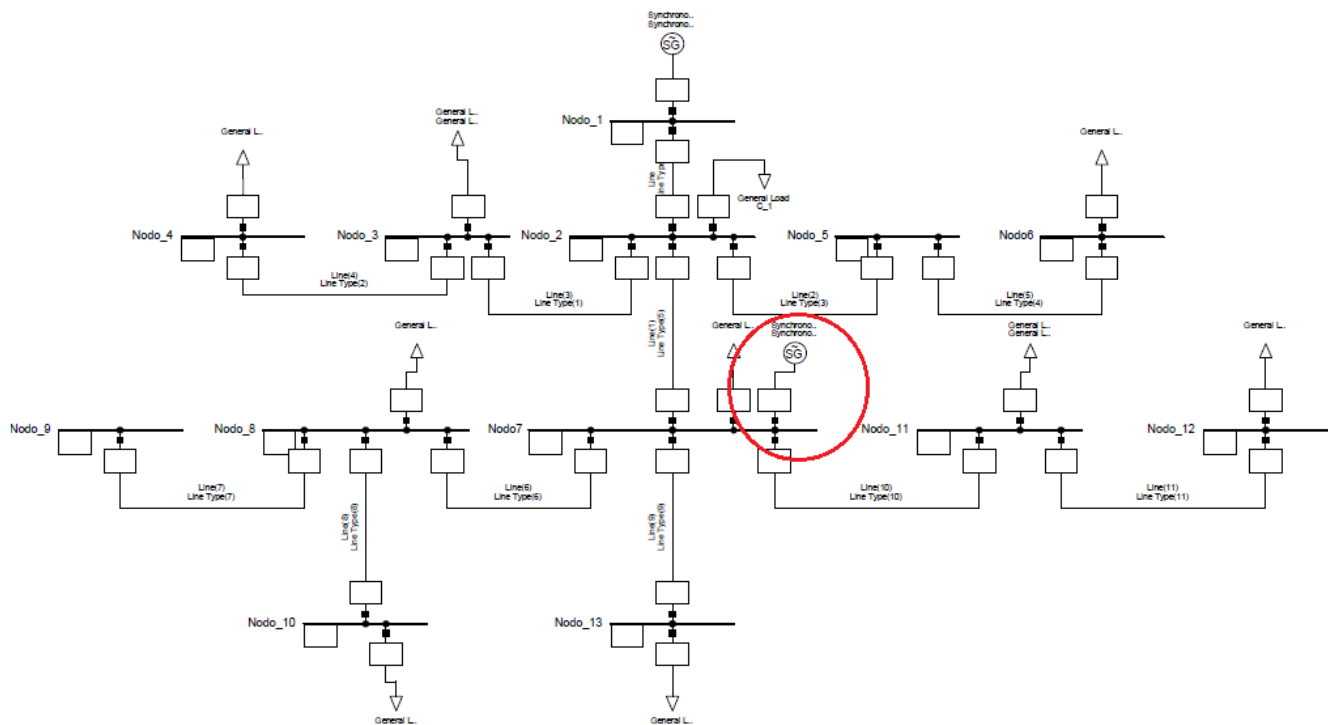 Synchrono..
Synchrono..
SG
General L..
General L..
General L..
General L..
Nodo_1
Line
Line Type
General Load
C_1
Nodo_4
Nodo_3
Nodo_2
Nodo_5
Nodo6
Line(4)
Line Type(2)
Line(3)
Line Type(1)
Line(2)
Line Type(3)
Line(5)
Line Type(4)
Line(1)
Line Type(5)
General L..
General L..
Synchrono..
Synchrono..
SG
General L..
General L..
General L..
Nodo_9
Nodo_8
Nodo7
Nodo_11
Nodo_12
Line(7)
Line Type(7)
Line(6)
Line Type(6)
Line(10)
Line Type(10)
Line(11)
Line Type(11)
Line(8)
Line Type(8)
Line(9)
Line Type(9)
Nodo_10
Nodo_13
General L..
General L..